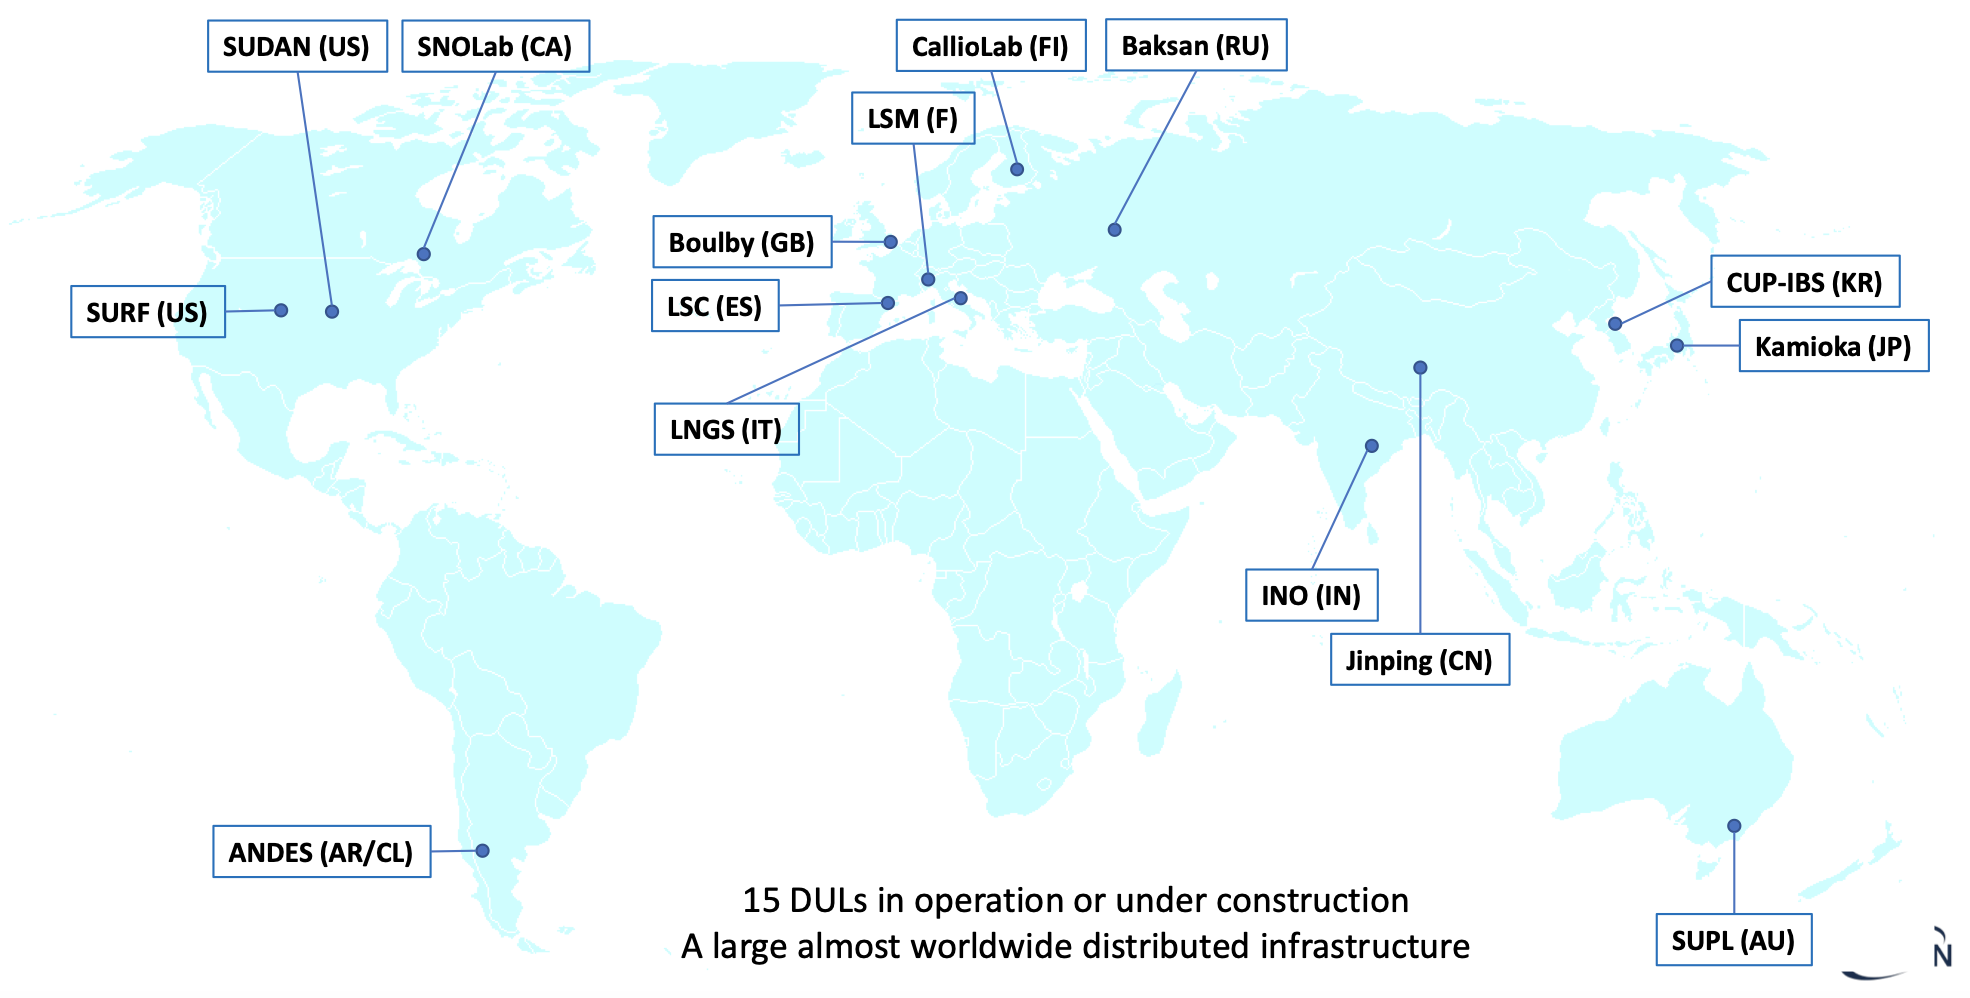 SUDAN (US)
SNOLab (CA)
CallioLab (FI)
Baksan (RU)
LSM (F)
Boulby (GB)
LSC (ES)
SURF (US)
CUP-IBS (KR)
Kamioka (JP)
LNGS (IT)
INO (IN)
Jinping (CN)
ANDES (AR/CL)
15 DULs in operation or under construction
A large almost worldwide distributed infrastructure
SUPL (AU)
N